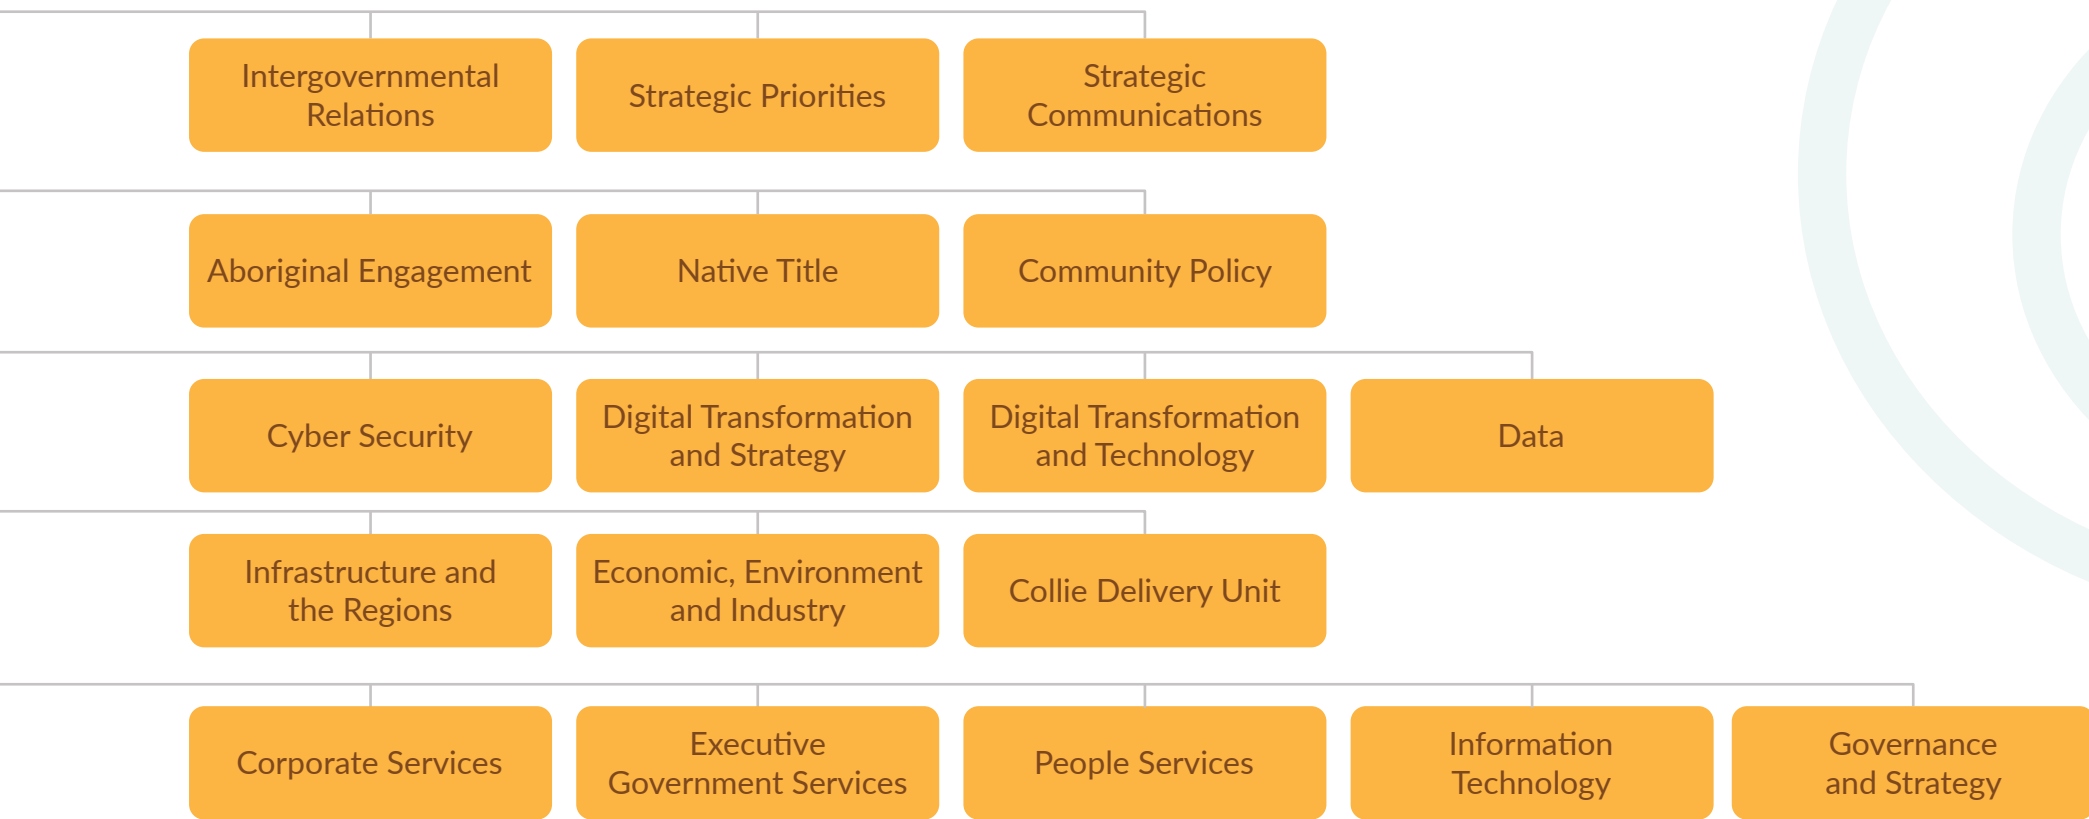 Intergovernmental
Relations
Strategic Priorities
Strategic
Communications
Aboriginal Engagement
Native Title
Community Policy
Cyber Security
Digital Transformation
and Strategy
Digital Transformation
and Technology
Data
Infrastructure and
the Regions
Economic, Environment
and Industry
Collie Delivery Unit
Corporate Services
Executive
Government Services
People Services
Information
Technology
Governance
and Strategy